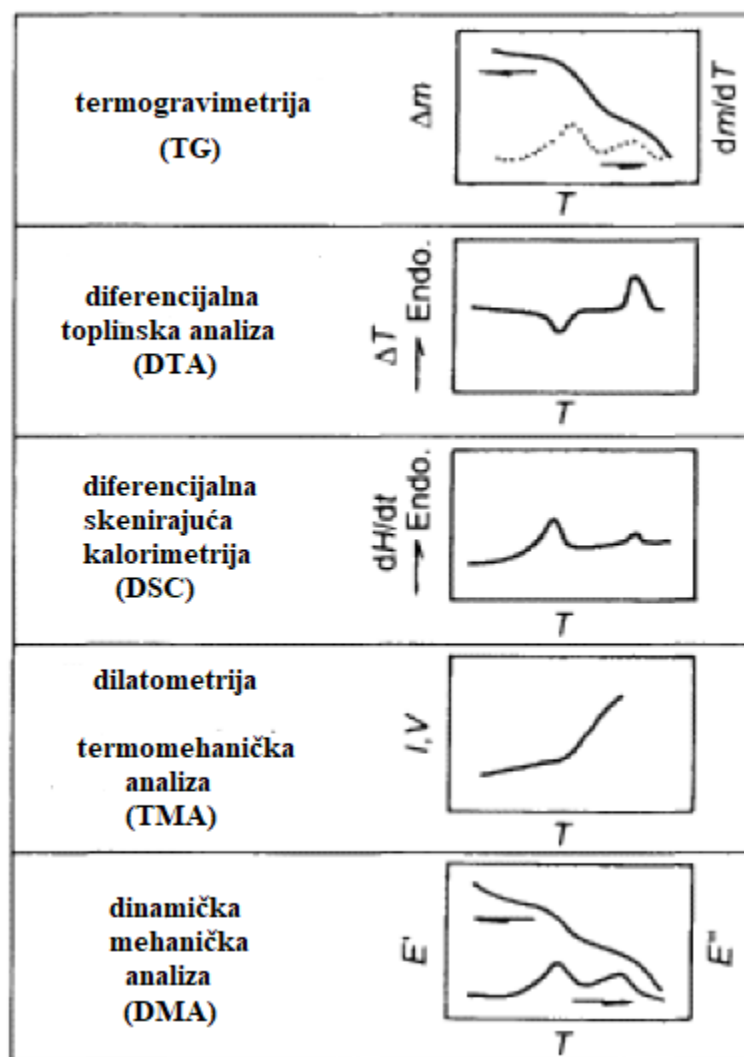 termogravimetrija
(TG)
Δm
dm/dT
T
diferencijalna
toplinska analiza
(DTA)
ΔT
Endo.
T
diferencijalna
skenirajuća
kalorimetrija
(DSC)
dH/dt
Endo.
T
dilatometrija
termomehanička
analiza
(TMA)
l,V
T
dinamička
mehanička
analiza
(DMA)
E'
E"
T